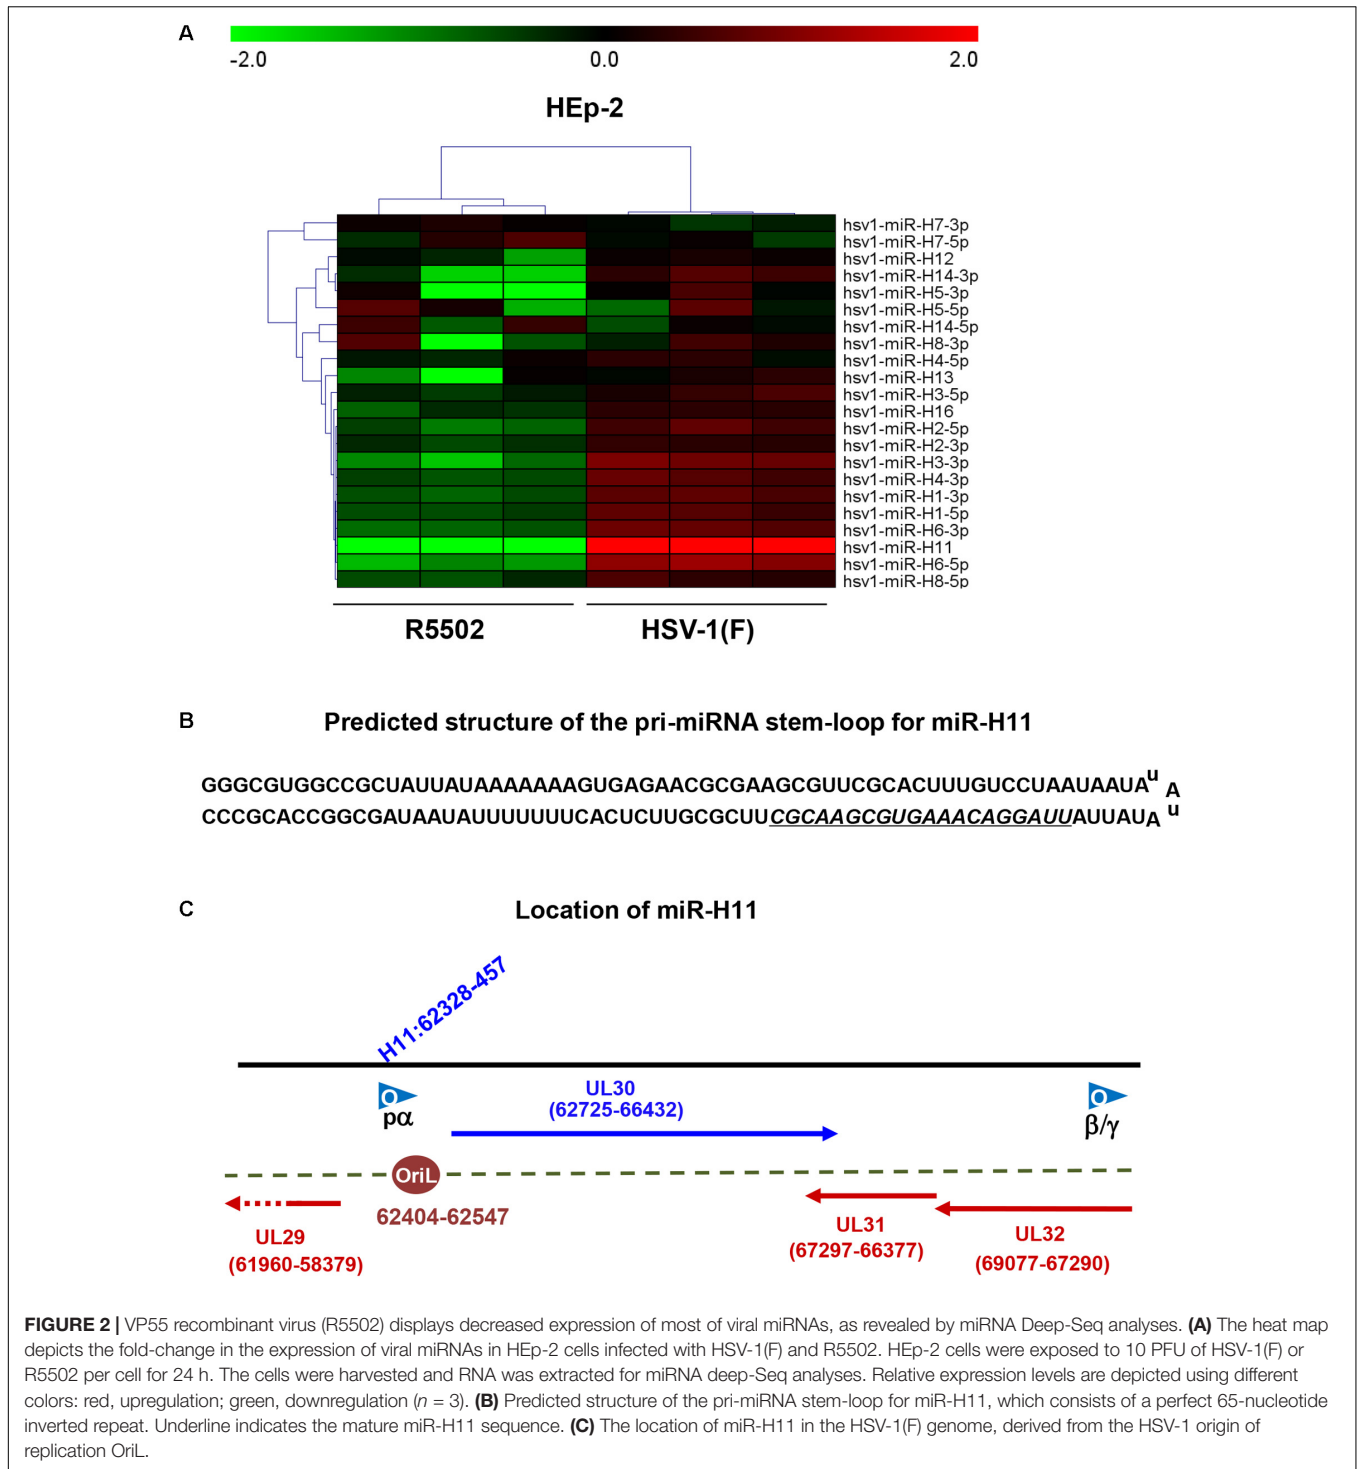 A
-2.0 0.0 2.0
HEp-2
hsv1-miR-H7-3p
hsv1-miR-H7-5p
hsv1-miR-H12
hsv1-miR-H14-3p
hsv1-miR-H5-3p
hsv1-miR-H5-5p
hsv1-miR-H14-5p
hsv1-miR-H8-3p
hsv1-miR-H4-5p
hsv1-miR-H13
hsv1-miR-H3-5p
hsv1-miR-H16
hsv1-miR-H2-5p
hsv1-miR-H2-3p
hsv1-miR-H3-3p
hsv1-miR-H4-3p
hsv1-miR-H1-3p
hsv1-miR-H1-5p
hsv1-miR-H6-3p
hsv1-miR-H11
hsv1-miR-H6-5p
hsv1-miR-H8-5p
R5502 HSV-1(F)
B
Predicted structure of the pri-miRNA stem-loop for miR-H11
GGGCGUGGCCGCUAUUAUAAAAAAAGUGAGAACGCGAAGCGUUCGCACUUUGUCCUAAUAAUAu
A
CCCGCACCGGCGAUAAUAUUUUUUUCACUCUUGCGCUUCGCAAGCGUGAAACAGGAUUAUUAUAu
C
Location of miR-H11
H11:62328-457
O
pα
UL30
(62725-66432)
O
β/γ
OriL
62404-62547
UL29
(61960-58379)
UL31
(67297-66377)
UL32
(69077-67290)
FIGURE 2 | VP55 recombinant virus (R5502) displays decreased expression of most of viral miRNAs, as revealed by miRNA Deep-Seq analyses. (A) The heat map
depicts the fold-change in the expression of viral miRNAs in HEp-2 cells infected with HSV-1(F) and R5502. HEp-2 cells were exposed to 10 PFU of HSV-1(F) or
R5502 per cell for 24 h. The cells were harvested and RNA was extracted for miRNA deep-Seq analyses. Relative expression levels are depicted using different
colors: red, upregulation; green, downregulation (n = 3). (B) Predicted structure of the pri-miRNA stem-loop for miR-H11, which consists of a perfect 65-nucleotide
inverted repeat. Underline indicates the mature miR-H11 sequence. (C) The location of miR-H11 in the HSV-1(F) genome, derived from the HSV-1 origin of
replication OriL.